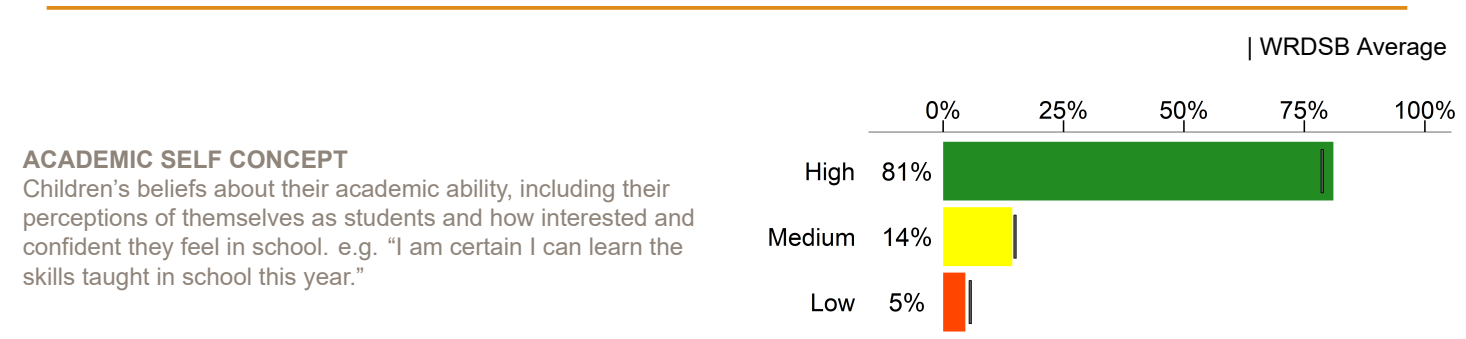 | WRDSB Average
0% 25% 50% 75% 100%
ACADEMIC SELF CONCEPT
Children’s beliefs about their academic ability, including their
perceptions of themselves as students and how interested and
confident they feel in school. e.g. “I am certain I can learn the
skills taught in school this year.”
High 81%
Medium 14%
Low 5%